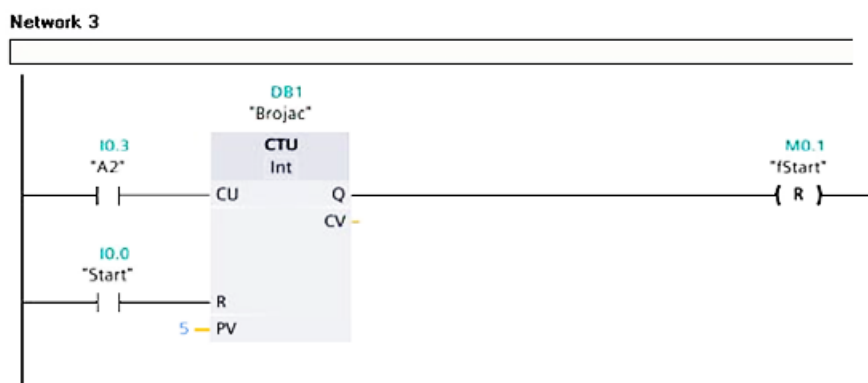 Network 3
DB1
"Brojac"
I0.3
"A2"
CTU
Int
M0.1
"fStart"
CU
Q
R
CV
I0.0
"Start"
R
5
PV